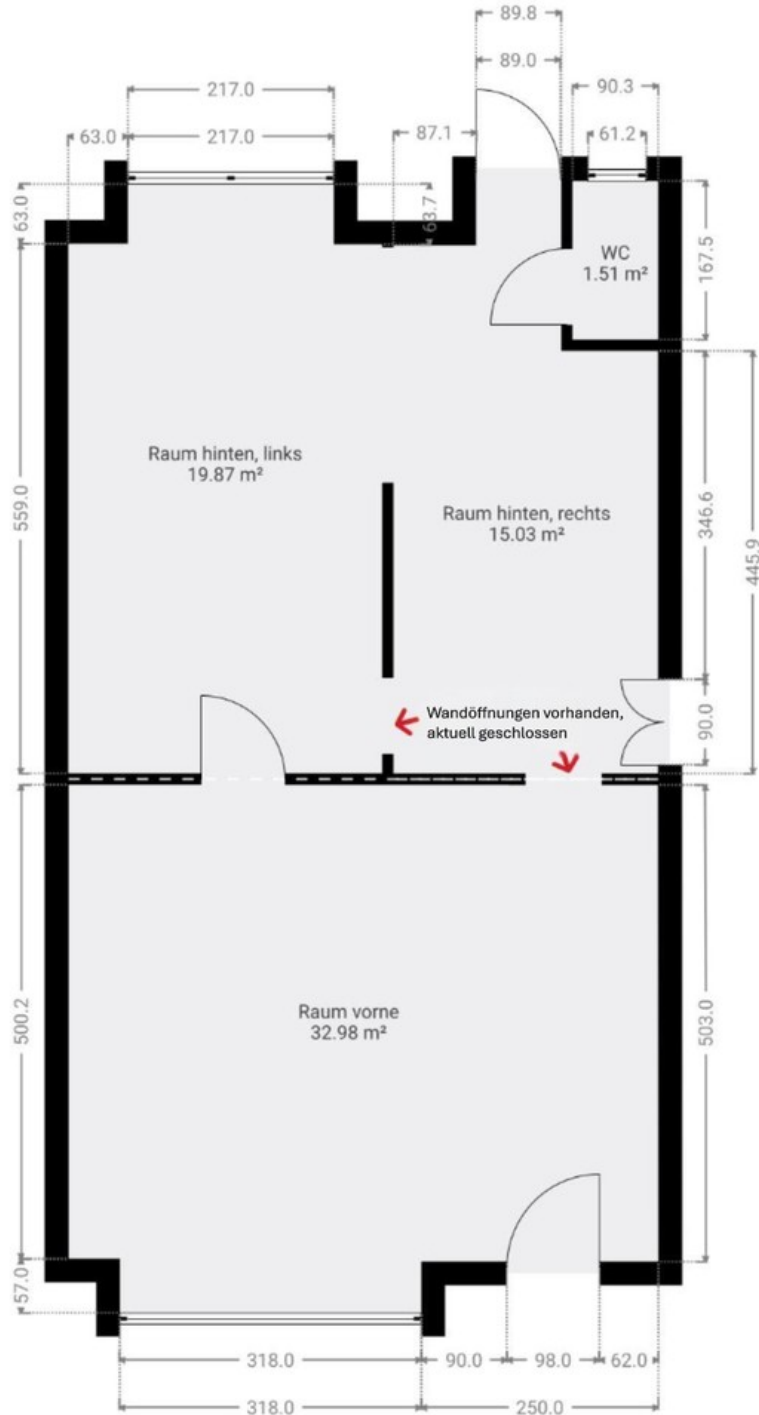 89.8
89.0
217.0
90.3
63.0
217.0
87.1
61.2
63.0
63.7
WC
1.51 m²
167.5
Raum hinten, links
19.87 m²
559.0
Raum hinten, rechts
15.03 m²
346.6
445.9
Wandöffnungen vorhanden,
aktuell geschlossen
90.0
Raum vorne
32.98 m²
500.2
503.0
57.0
318.0
90.0
98.0
62.0
318.0
250.0